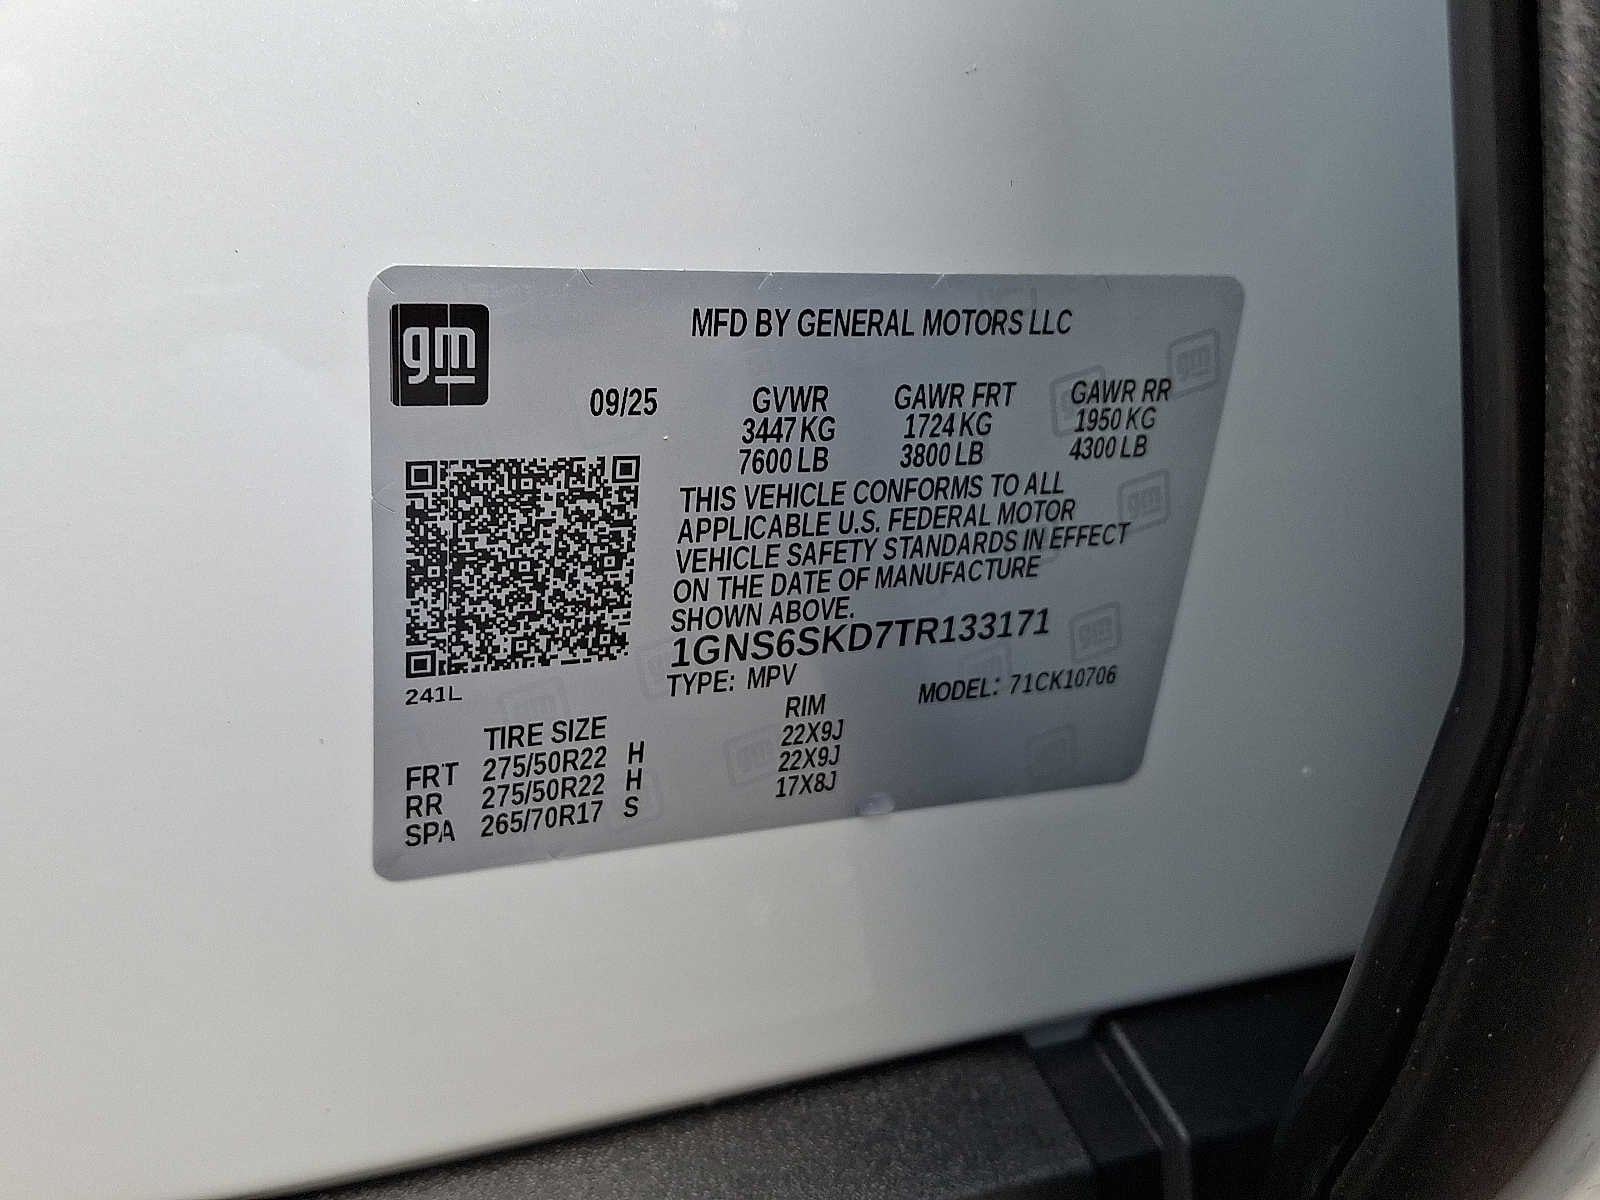 gm
MFD BY GENERAL MOTORS LLC
09/25 GVWR GAWR FRT GAWR RR
3447 KG 1724 KG 1950 KG
7600 LB 3800 LB 4300 LB
THIS VEHICLE CONFORMS TO ALL
APPLICABLE U.S. FEDERAL MOTOR
VEHICLE SAFETY STANDARDS IN EFFECT
ON THE DATE OF MANUFACTURE
SHOWN ABOVE.
1GNS6SKD7TR133171
TYPE: MPV MODEL: 71CK10706
241L
TIRE SIZE RIM
FRT 275/50R22 H 22X9J
RR 275/50R22 H 22X9J
SPA 265/70R17 S 17X8J